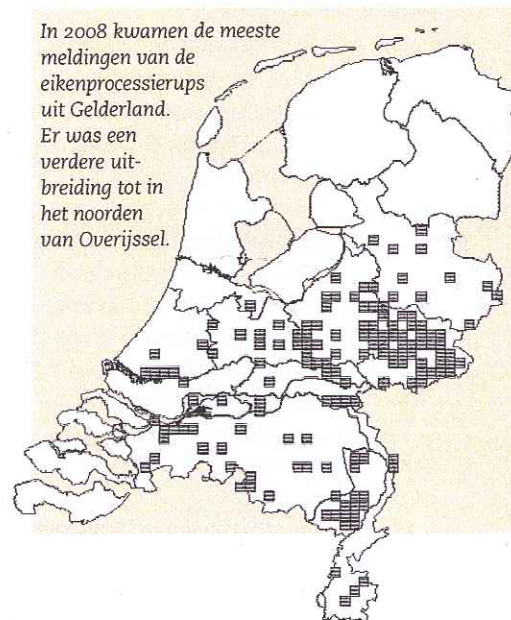 In 2008 kwamen de meeste
meldingen van de
eikenprocessierups
uit Gelderland.
Er was een
verdere uit-
breiding tot in
het noorden
van Overijssel.